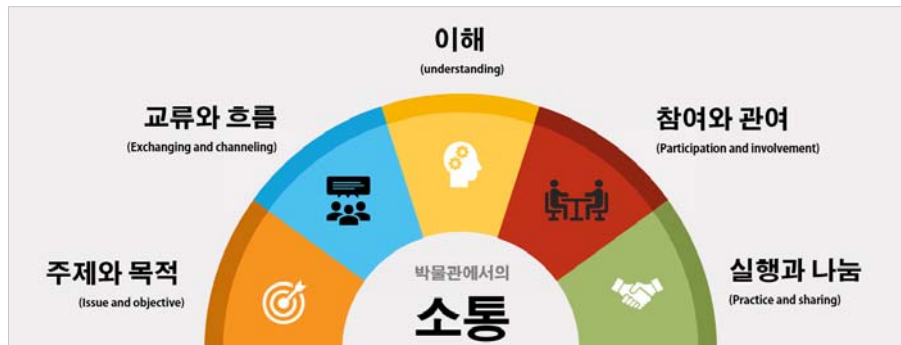 이해
(understanding)
교류와 흐름
(Exchanging and channeling)
참여와 관여
(Participation and involvement)
주제와 목적
(Issue and objective)
박물관에서의
소통
실행과 나눔
(Practice and sharing)